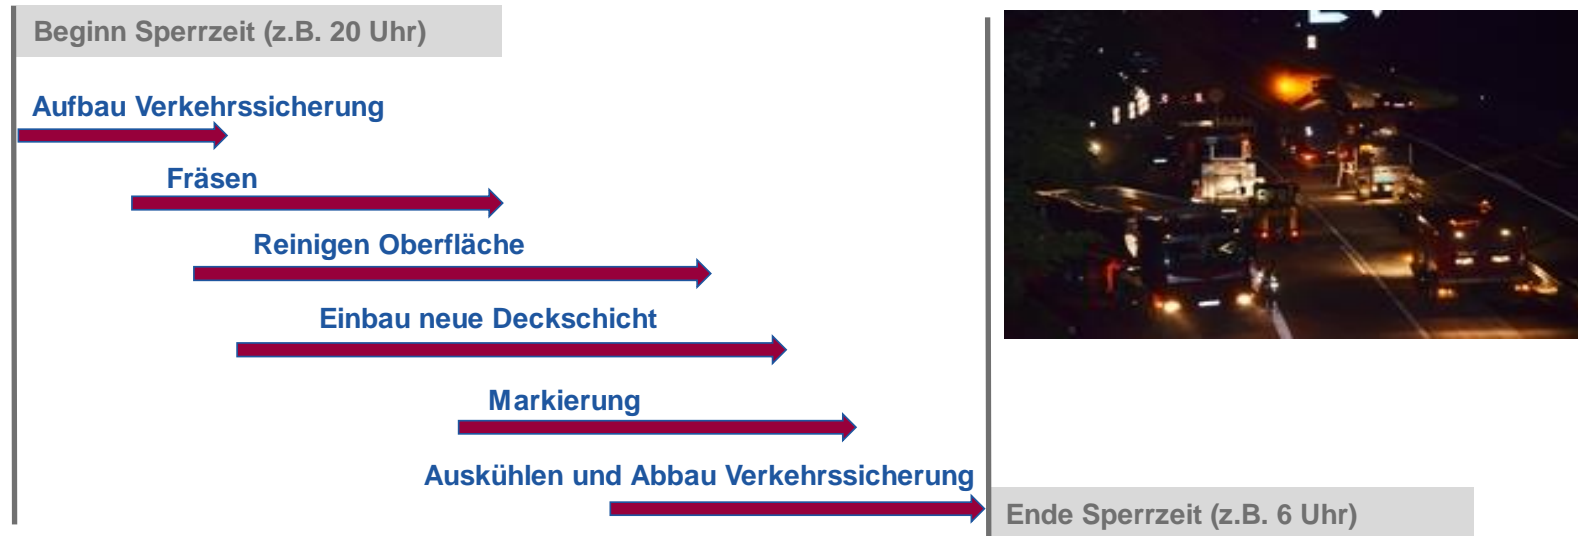 Beginn Sperrzeit (z.B. 20 Uhr)
Aufbau Verkehrssicherung
Fräsen
Reinigen Oberfläche
Einbau neue Deckschicht
Markierung
Auskühlen und Abbau Verkehrssicherung
Ende Sperrzeit (z.B. 6 Uhr)